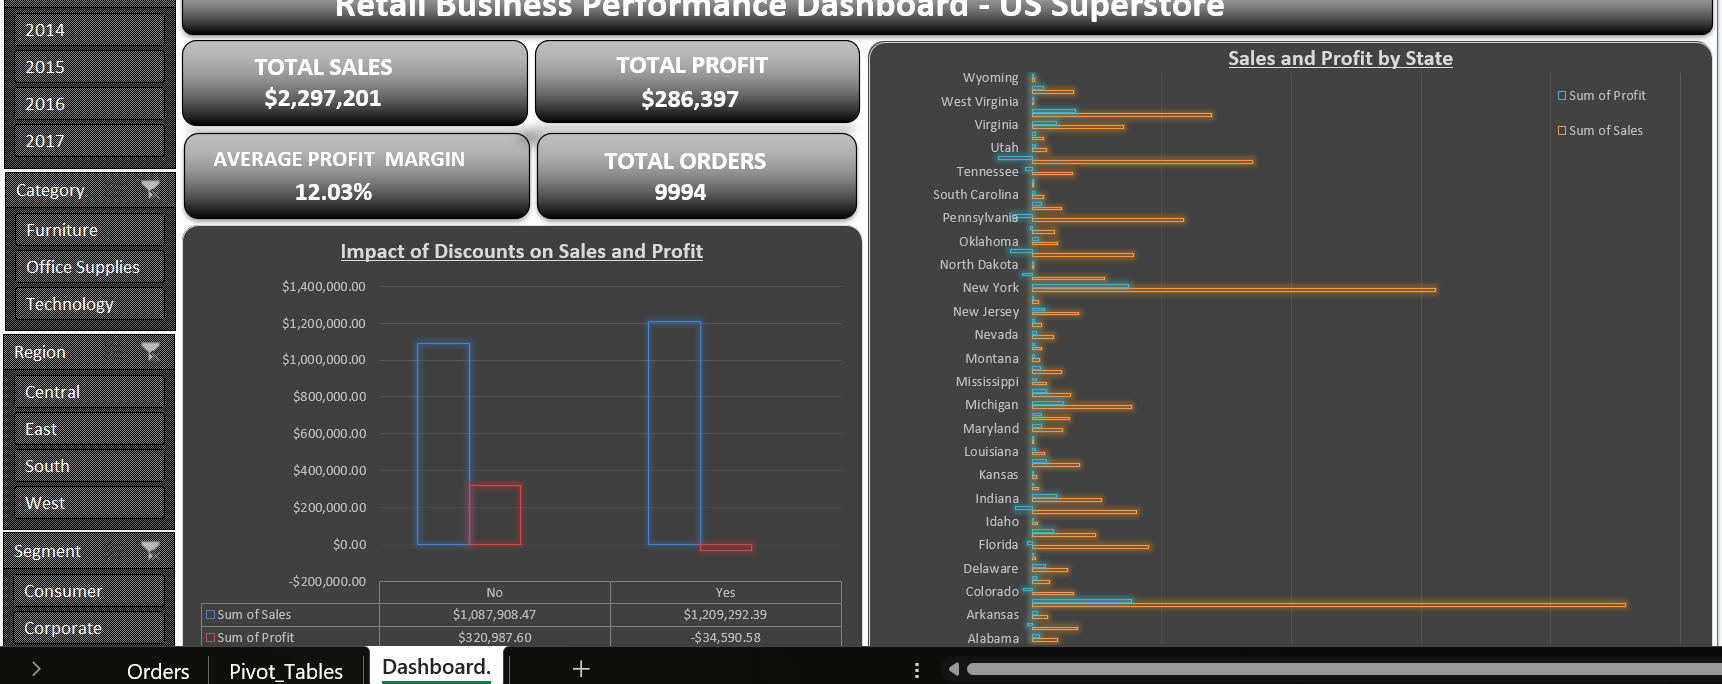 Retail Business Performance Dashboard - US Superstore
2014
2015
2016
2017
Category
Furniture
Office Supplies
Technology
Region
Central
East
South
West
Segment
Consumer
Corporate
TOTAL SALES
$2,297,201
TOTAL PROFIT
$286,397
AVERAGE PROFIT MARGIN
12.03%
TOTAL ORDERS
9994
Impact of Discounts on Sales and Profit
$1,400,000.00
$1,200,000.00
$1,000,000.00
$800,000.00
$600,000.00
$400,000.00
$200,000.00
$0.00
-$200,000.00
No Yes
Sum of Sales $1,087,908.47 $1,209,292.39
Sum of Profit $320,987.60 -$34,590.58
Sales and Profit by State
Wyoming
West Virginia
Virginia
Utah
Tennessee
South Carolina
Pennsylvania
Oklahoma
North Dakota
New York
New Jersey
Nevada
Montana
Mississippi
Michigan
Maryland
Louisiana
Kansas
Indiana
Idaho
Florida
Delaware
Colorado
Arkansas
Alabama
Sum of Profit
Sum of Sales
Orders Pivot_Tables Dashboard.